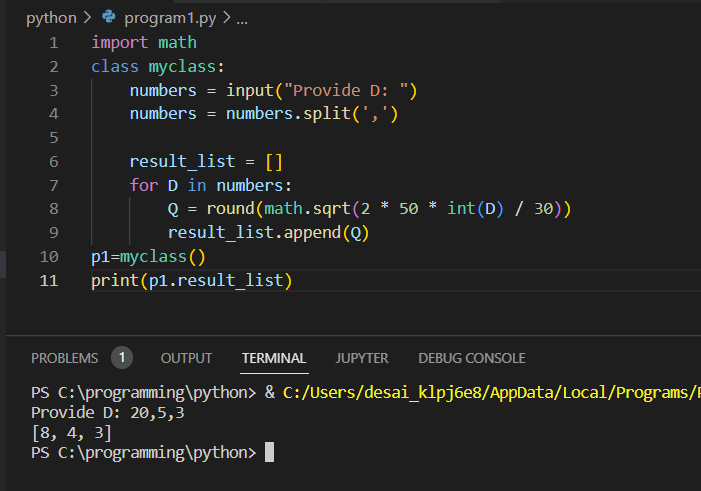 python > program1.py > ...
1 import math
2 class myclass:
3     numbers = input("Provide D: ")
4     numbers = numbers.split(',')
5
6     result_list = []
7     for D in numbers:
8         Q = round(math.sqrt(2 * 50 * int(D) / 30))
9         result_list.append(Q)
10 p1=myclass()
11 print(p1.result_list)
PROBLEMS 1 OUTPUT TERMINAL JUPYTER DEBUG CONSOLE
PS C:\programming\python> & C:/Users/desai_klpj6e8/AppData/Local/Programs/
Provide D: 20,5,3
[8, 4, 3]
PS C:\programming\python>